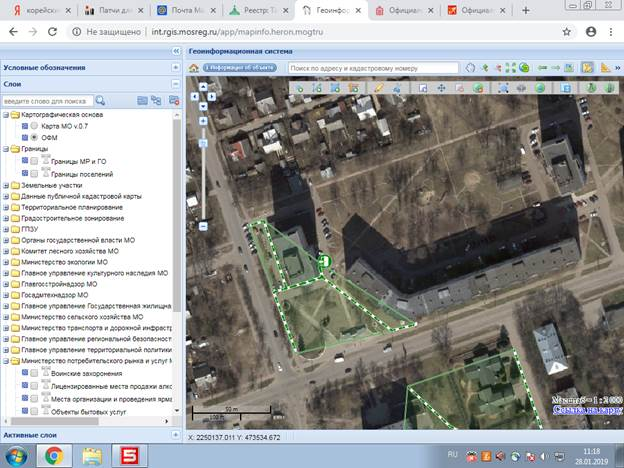 корейски
Патчи дл
Почта Ma
Реестр: Та
Геоинфор
Официал
Официал
Не защищено | int.rgis.mosreg.ru/app/mapinfo.heron.mogtru
Геоинформационная система
Условные обозначения
Информация об объекте
Поиск по адресу и кадастровому номеру
Слои
введите слово для поиска
Картографическая основа
Карта МО v.0.7
ОФМ
Границы
Границы МР и ГО
Границы поселений
Земельные участки
Данные публичной кадастровой карты
Территориальное планирование
Градостроительное зонирование
ГПЗУ
Органы государственной власти МО
Комитет лесного хозяйства МО
Министерство экологии МО
Главное управление культурного наследия МО
Главгосстройнадзор МО
Госадмтехнадзор МО
Главное управление Государственная жилищна
Министерство сельского хозяйства МО
Министерство транспорта и дорожной инфрастр
Главное управление региональной безопасност
Главное управление территориальной политики
Министерство потребительского рынка и услуг М
Воинские захоронения
Лицензированные места продажи алко
Места организации и проведения ярма
Объекты бытовых услуг
Активные слои
50 m
100 m
Масштаб = 1 : 2 000
Ссылка на карту
X: 2250137.011 Y: 473534.672
RU
11:18
28.01.2019